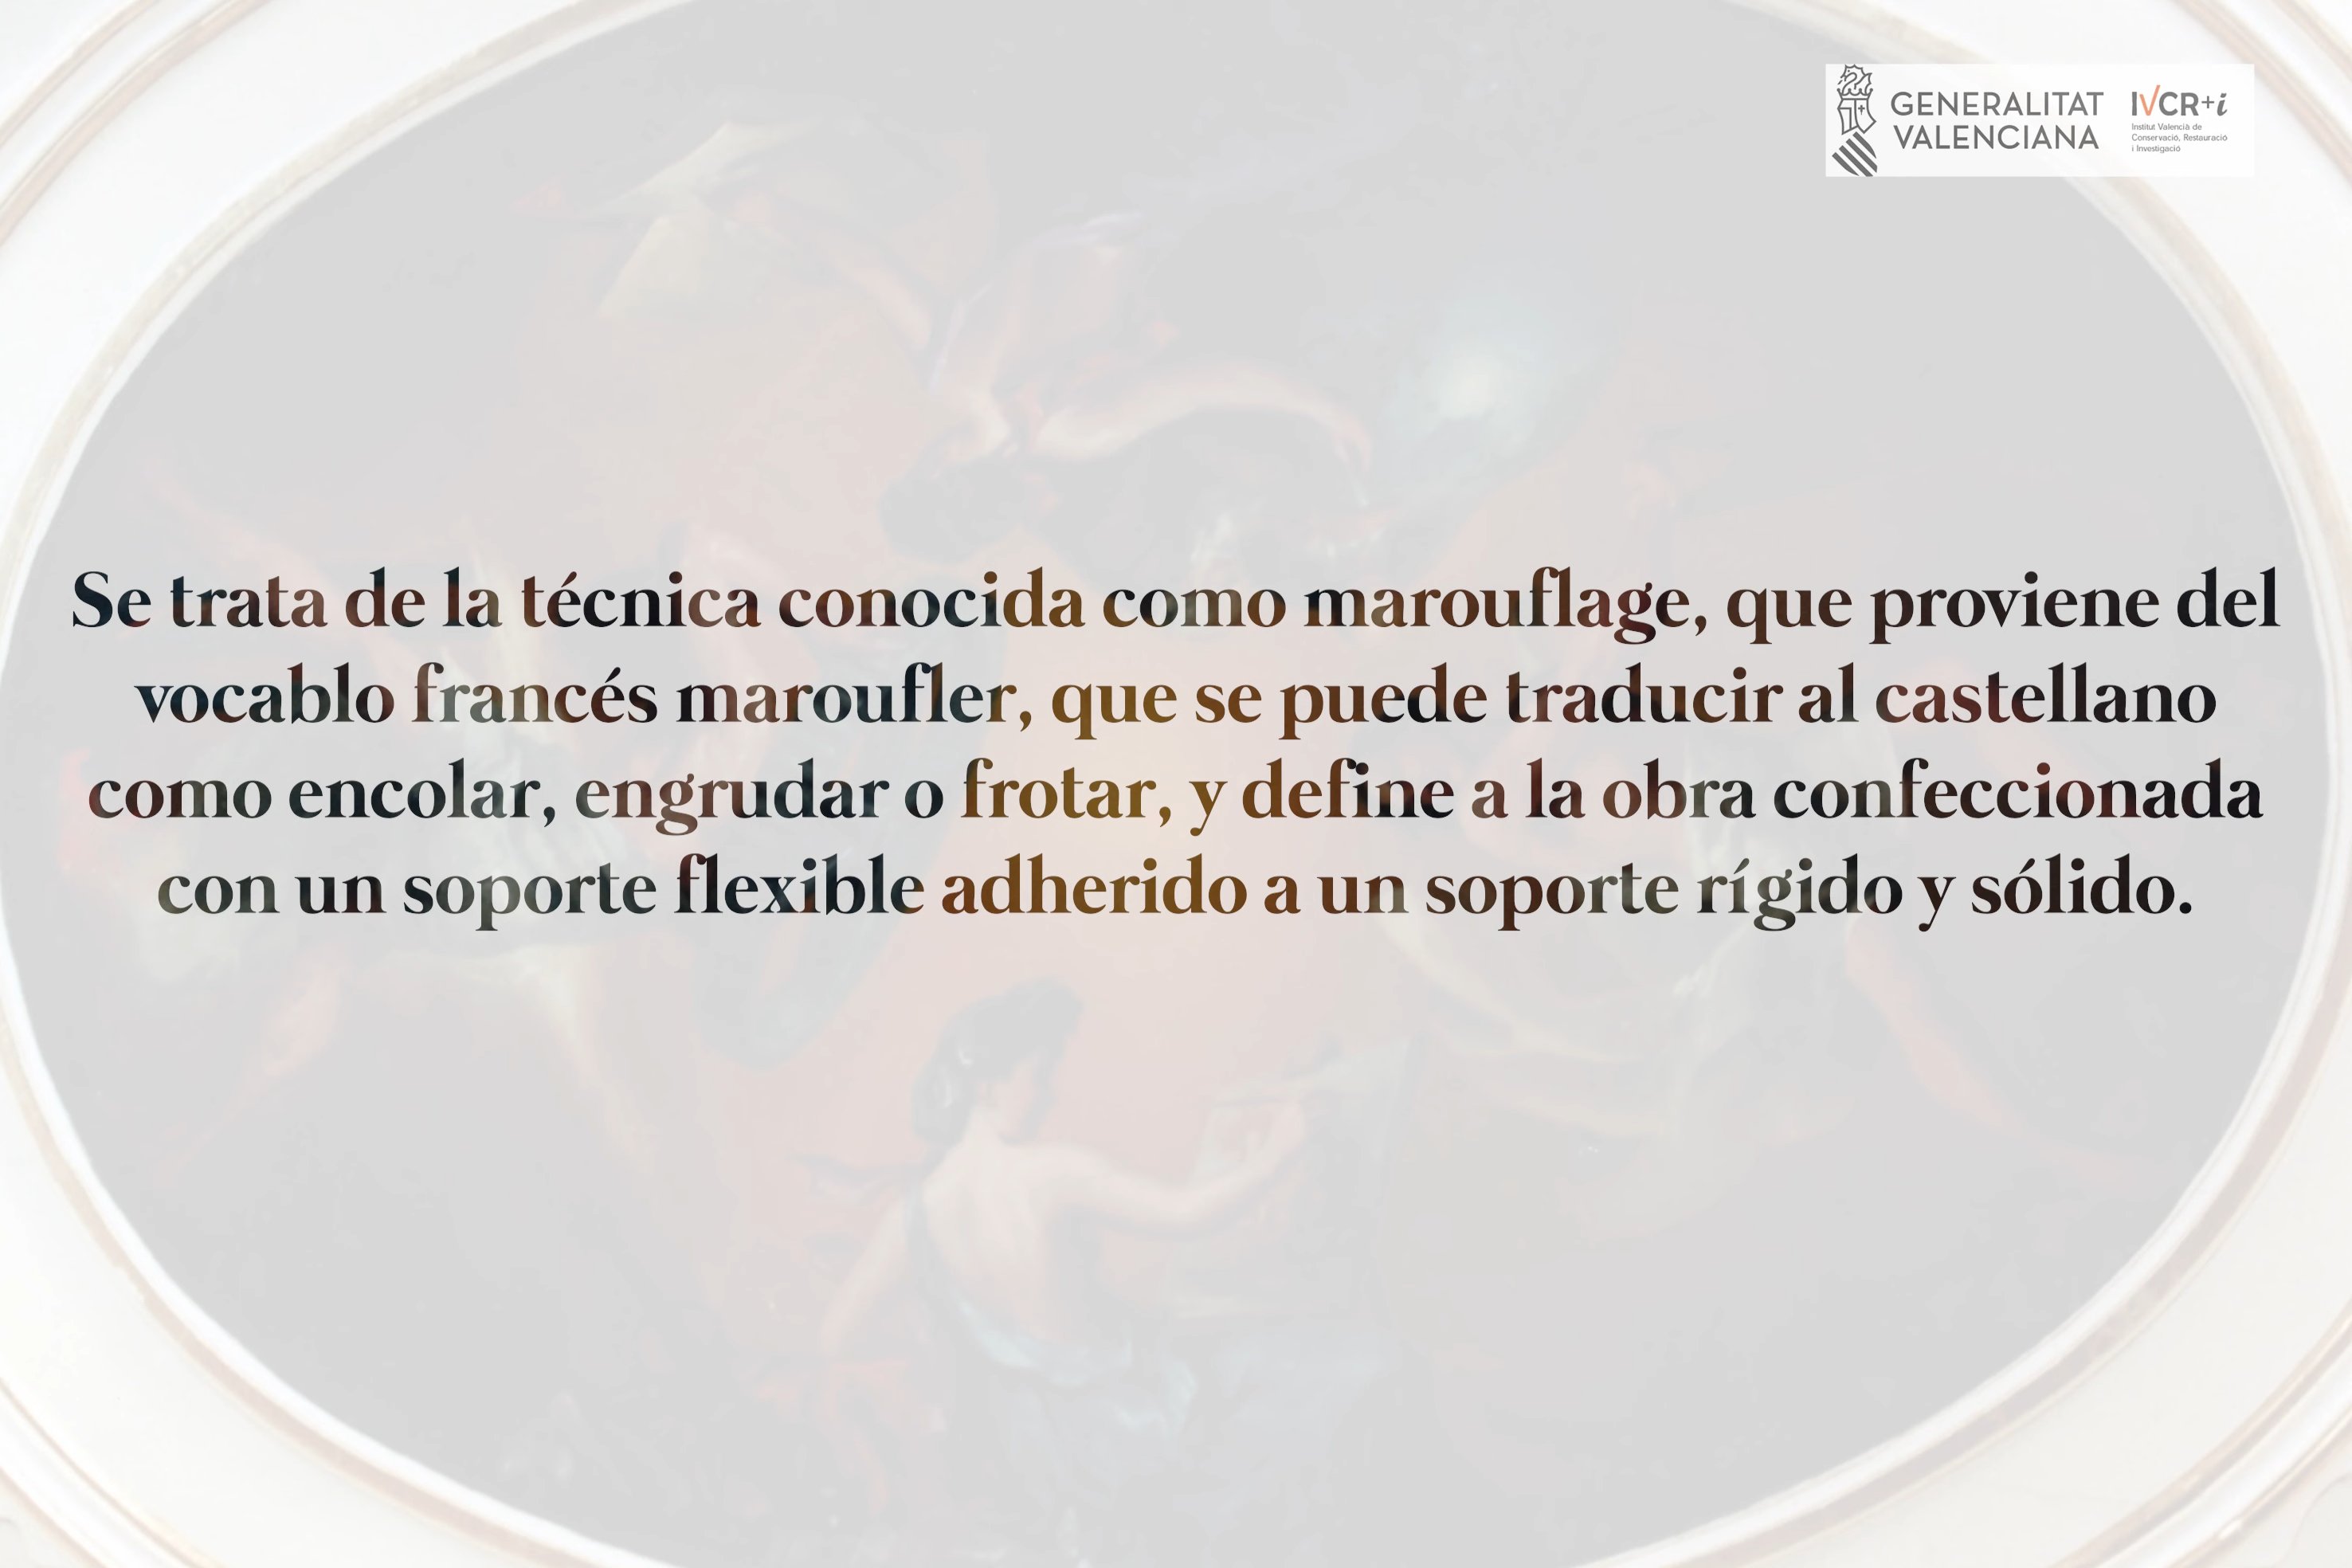 GENERALITAT
VALENCIANA
IVCR+i
Institut Valencià de
Conservació, Restauració
i Investigació
Se trata de la técnica conocida como marouflage, que proviene del
vocablo francés maroufler, que se puede traducir al castellano
como encolar, engrudar o frotar, y define a la obra confeccionada
con un soporte flexible adherido a un soporte rígido y sólido.